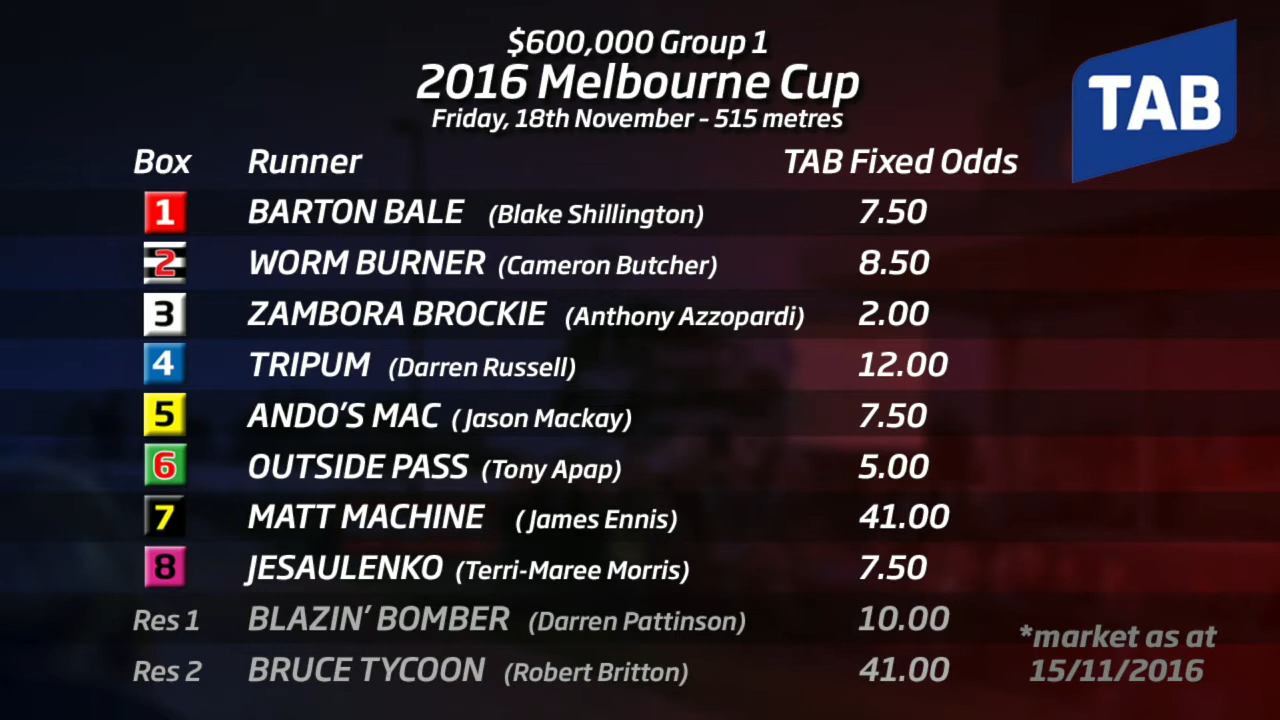 $600,000 Group 1
2016 Melbourne Cup
Friday, 18th November - 515 metres
TAB
Box Runner TAB Fixed Odds
1 BARTON BALE (Blake Shillington) 7.50
2 WORM BURNER (Cameron Butcher) 8.50
3 ZAMBORA BROCKIE (Anthony Azzopardi) 2.00
4 TRIPUM (Darren Russell) 12.00
5 ANDO'S MAC (Jason Mackay) 7.50
6 OUTSIDE PASS (Tony Apap) 5.00
7 MATT MACHINE (James Ennis) 41.00
8 JESAULENKO (Terri-Maree Morris) 7.50
Res 1 BLAZIN' BOMBER (Darren Pattinson) 10.00
Res 2 BRUCE TYCOON (Robert Britton) 41.00
*market as at
15/11/2016